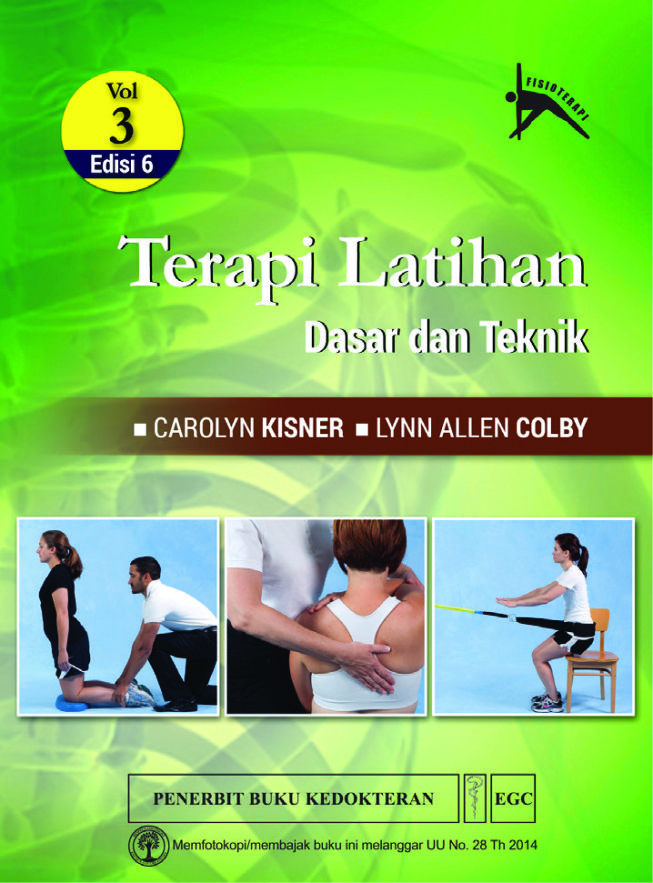 Vol
3
Edisi 6
FISIOTERAPI
Terapi Latihan
Dasar dan Teknik
CAROLYN KISNER LYNN ALLEN COLBY
PENERBIT BUKU KEDOKTERAN EGC
Memfotokopi/membajak buku ini melanggar UU No. 28 Th 2014